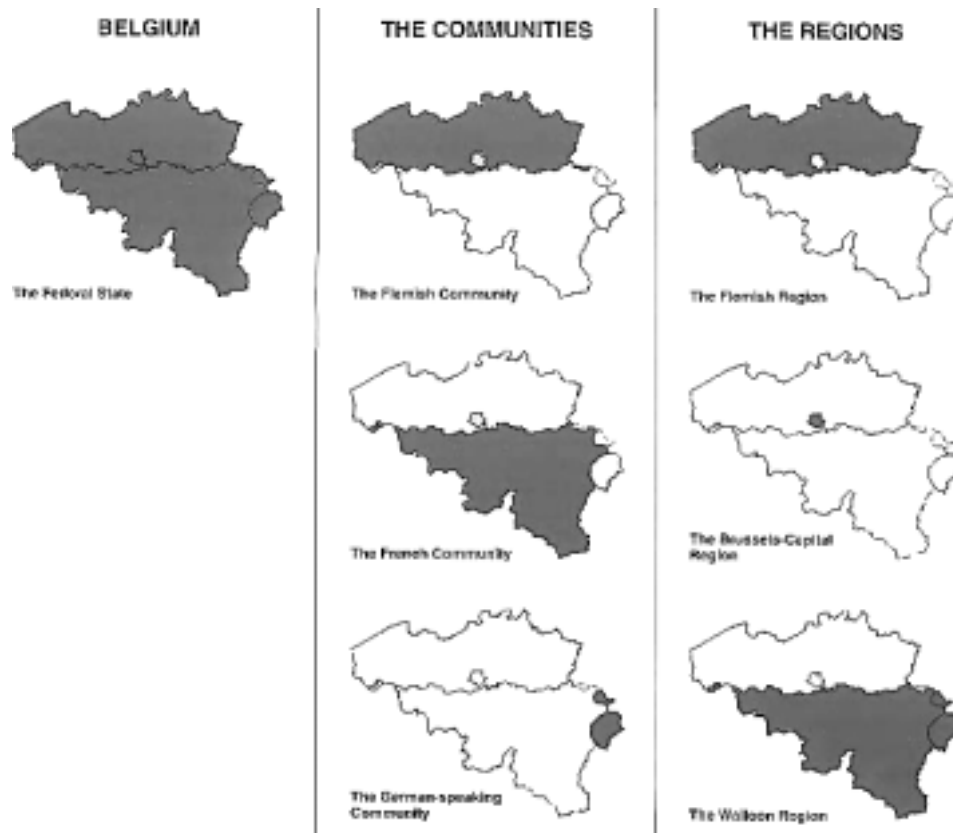 BELGIUM
THE COMMUNITIES
THE REGIONS
The Federal State
The Flemish Community
The Flemish Region
The French Community
The Brussels-Capital
Region
The German-speaking
Community
The Walloon Region